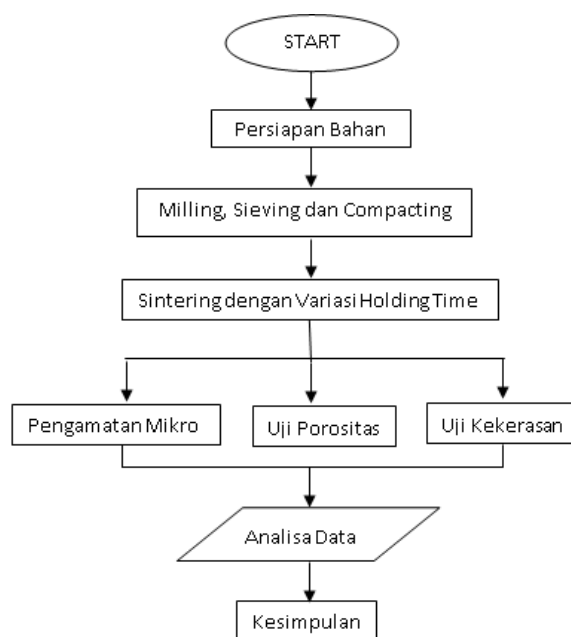 START
Persiapan Bahan
Milling, Sieving dan Compacting
Sintering dengan Variasi Holding Time
Pengamatan Mikro
Uji Porositas
Uji Kekerasan
Analisa Data
Kesimpulan